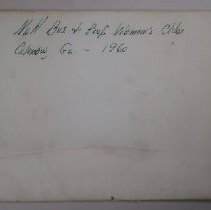 Nat'l Bus & Prof. Women's Clubs
Columbus, Ga. - 1960